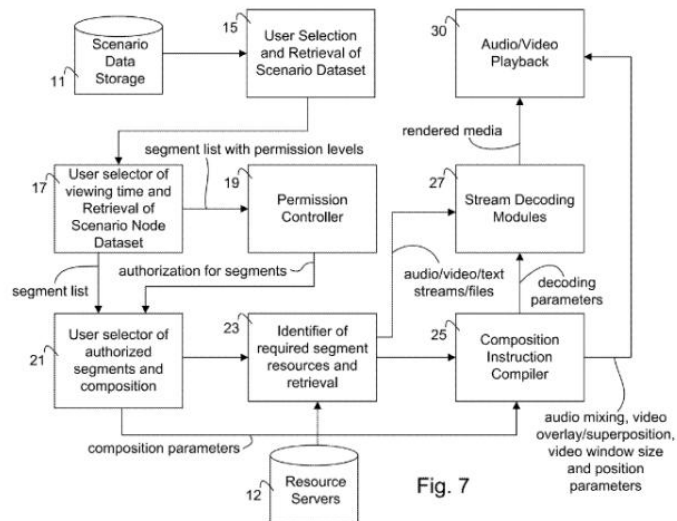 Scenario
Data
Storage
11
15
User Selection
and Retrieval of
Scenario Dataset
30
Audio/Video
Playback
segment list with permission levels
rendered media
17
User selector of
viewing time and
Retrieval of
Scenario Node
Dataset
19
Permission
Controller
27
Stream Decoding
Modules
segment list
authorization for segments
audio/video/text
streams/files
decoding
parameters
21
User selector of
authorized
segments and
composition
23
Identifier of
required segment
resources and
retrieval
25
Composition
Instruction
Compiler
composition parameters
audio mixing, video
overlay/superposition,
video window size
and position
parameters
12
Resource
Servers
Fig. 7